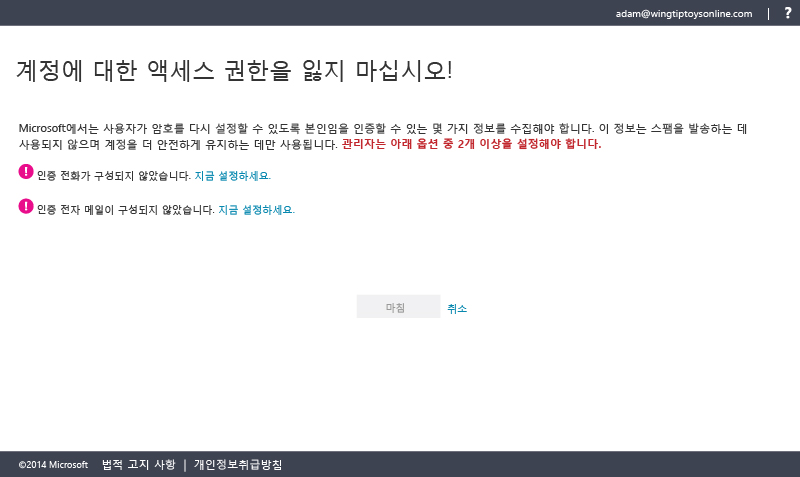 adam@wingtiptoysonline.com | ?
계정에 대한 액세스 권한을 잃지 마십시오!
Microsoft에서는 사용자가 암호를 다시 설정할 수 있도록 본인임을 인증할 수 있는 몇 가지 정보를 수집해야 합니다. 이 정보는 스팸을 발송하는 데
사용되지 않으며 계정을 더 안전하게 유지하는 데만 사용됩니다. 관리자는 아래 옵션 중 2개 이상을 설정해야 합니다.
! 인증 전화가 구성되지 않았습니다. 지금 설정하세요.
! 인증 전자 메일이 구성되지 않았습니다. 지금 설정하세요.
마침 취소
©2014 Microsoft 법적 고지 사항 | 개인정보취급방침